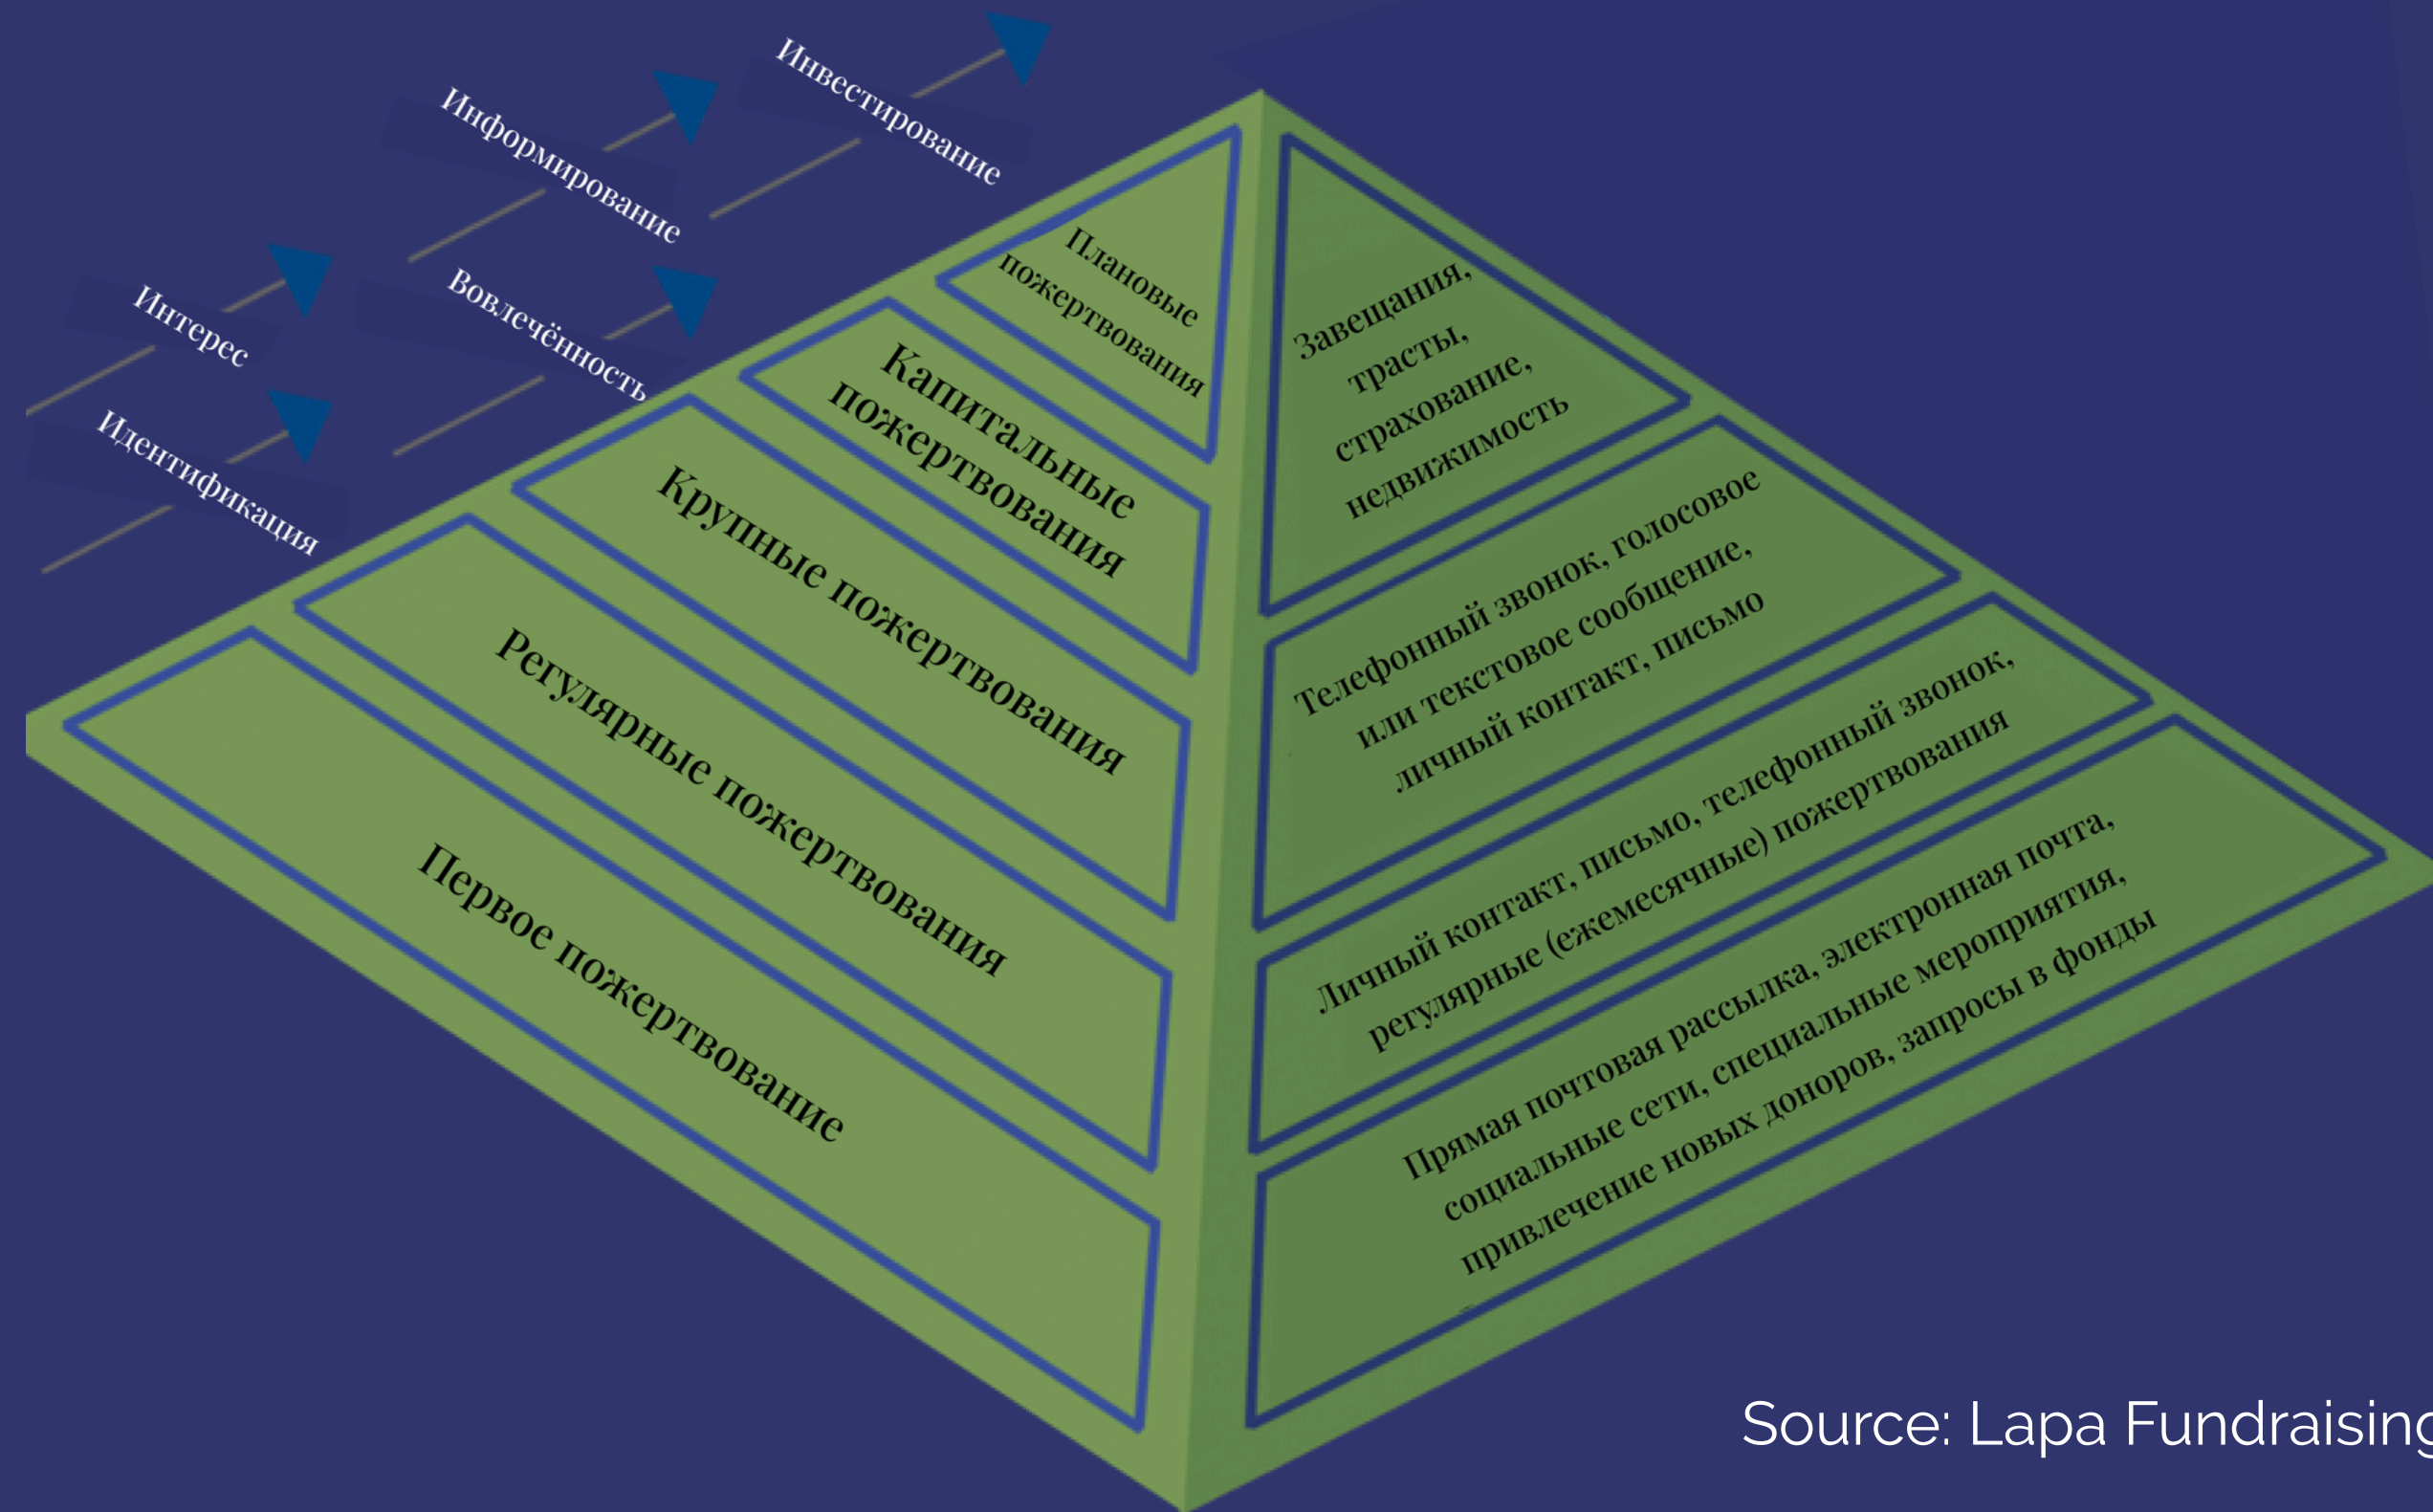 Инвестирование
Информирование
Интерес
Вовлечённость
Идентификация
Плановые
пожертвования
Капитальные
пожертвования
Крупные пожертвования
Регулярные пожертвования
Первое пожертвование
Завещания,
трасты,
страхование,
недвижимость
Телефонный звонок, голосовое
или текстовое сообщение,
личный контакт, письмо
Личный контакт, письмо, телефонный звонок,
регулярные (ежемесячные) пожертвования
Прямая почтовая рассылка, электронная почта,
социальные сети, специальные мероприятия,
привлечение новых доноров, запросы в фонды
Source: Lapa Fundraising